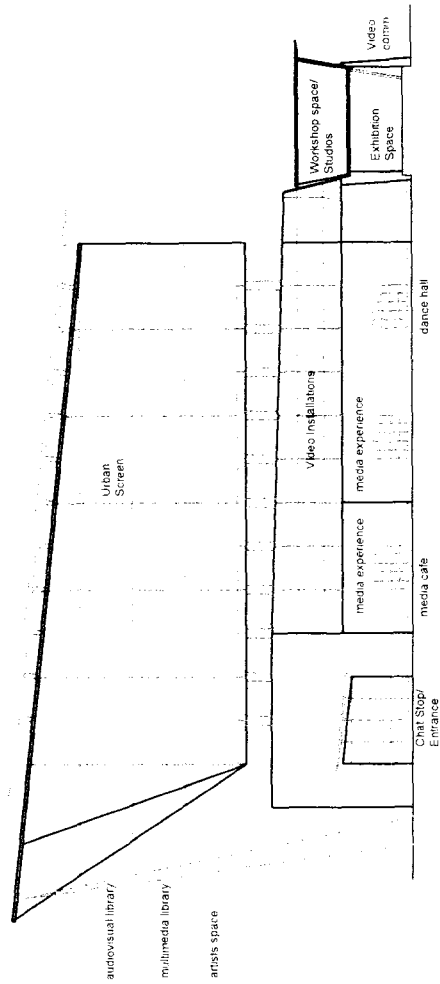 audiovisual library/
multimedia library
artists space
Urban
Screen
Video Installations
Workshop space/
Studios
Exhibition
Space
Video
comm
media experience
media experience
Chat Stop/
Entrance
media cafe
dance hall